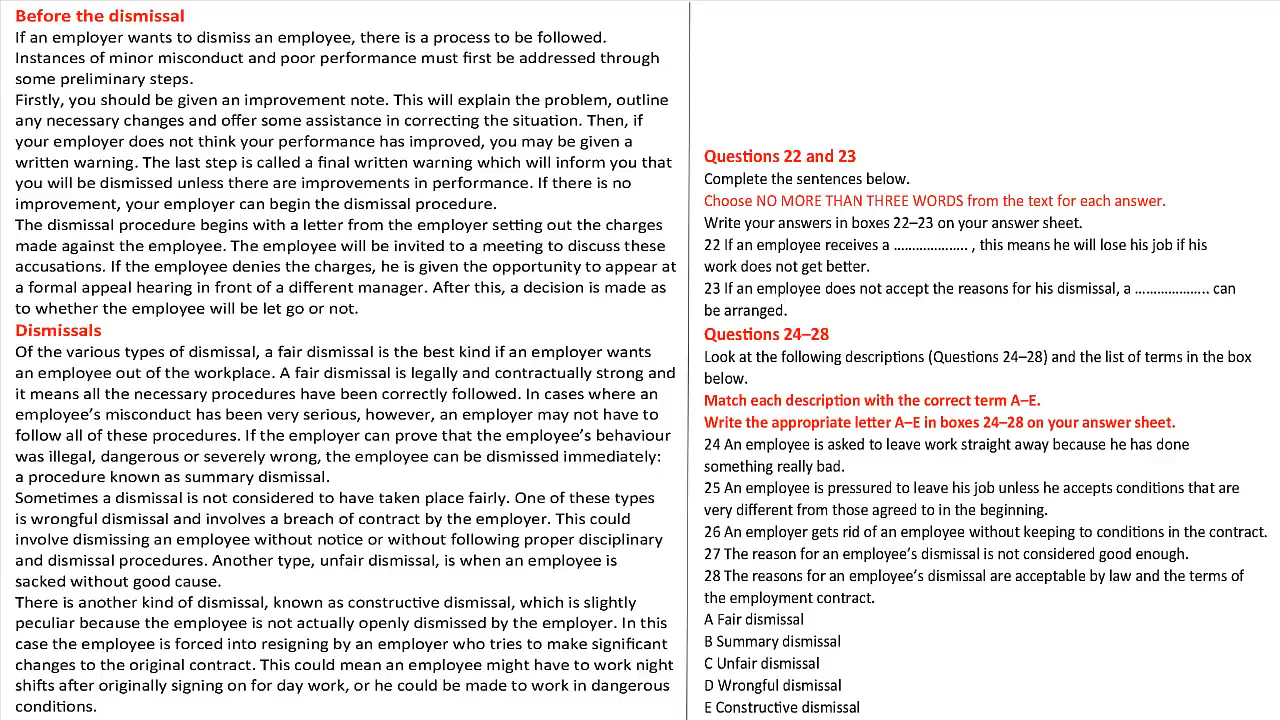 Before the dismissal
If an employer wants to dismiss an employee, there is a process to be followed.
Instances of minor misconduct and poor performance must first be addressed through
some preliminary steps.
Firstly, you should be given an improvement note. This will explain the problem, outline
any necessary changes and offer some assistance in correcting the situation. Then, if
your employer does not think your performance has improved, you may be given a
written warning. The last step is called a final written warning which will inform you that
you will be dismissed unless there are improvements in performance. If there is no
improvement, your employer can begin the dismissal procedure.
The dismissal procedure begins with a letter from the employer setting out the charges
made against the employee. The employee will be invited to a meeting to discuss these
accusations. If the employee denies the charges, he is given the opportunity to appear at
a formal appeal hearing in front of a different manager. After this, a decision is made as
to whether the employee will be let go or not.
Dismissals
Of the various types of dismissal, a fair dismissal is the best kind if an employer wants
an employee out of the workplace. A fair dismissal is legally and contractually strong and
it means all the necessary procedures have been correctly followed. In cases where an
employee's misconduct has been very serious, however, an employer may not have to
follow all of these procedures. If the employer can prove that the employee's behaviour
was illegal, dangerous or severely wrong, the employee can be dismissed immediately:
a procedure known as summary dismissal.
Sometimes a dismissal is not considered to have taken place fairly. One of these types
is wrongful dismissal and involves a breach of contract by the employer. This could
involve dismissing an employee without notice or without following proper disciplinary
and dismissal procedures. Another type, unfair dismissal, is when an employee is
sacked without good cause.
There is another kind of dismissal, known as constructive dismissal, which is slightly
peculiar because the employee is not actually openly dismissed by the employer. In this
case the employee is forced into resigning by an employer who tries to make significant
changes to the original contract. This could mean an employee might have to work night
shifts after originally signing on for day work, or he could be made to work in dangerous
conditions.
Questions 22 and 23
Complete the sentences below.
Choose NO MORE THAN THREE WORDS from the text for each answer.
Write your answers in boxes 22–23 on your answer sheet.
22 If an employee receives a .................... , this means he will lose his job if his
work does not get better.
23 If an employee does not accept the reasons for his dismissal, a .................... can
be arranged.
Questions 24–28
Look at the following descriptions (Questions 24–28) and the list of terms in the box
below.
Match each description with the correct term A–E.
Write the appropriate letter A–E in boxes 24–28 on your answer sheet.
24 An employee is asked to leave work straight away because he has done
something really bad.
25 An employee is pressured to leave his job unless he accepts conditions that are
very different from those agreed to in the beginning.
26 An employer gets rid of an employee without keeping to conditions in the contract.
27 The reason for an employee's dismissal is not considered good enough.
28 The reasons for an employee's dismissal are acceptable by law and the terms of
the employment contract.
A Fair dismissal
B Summary dismissal
C Unfair dismissal
D Wrongful dismissal
E Constructive dismissal